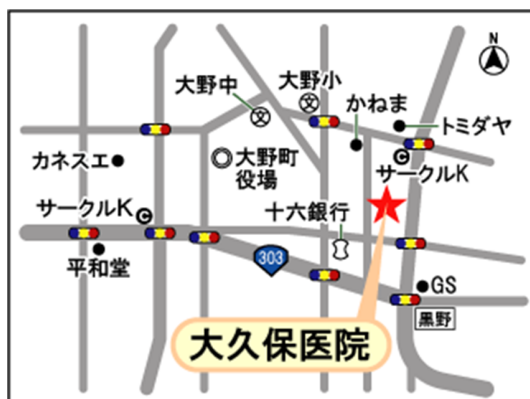 N
大野小
大野中
文
文
かねま
トミダヤ
カネスエ
大野町
役場
C
サークルK
サークルK
C
十六銀行
平和堂
303
GS
黒野
大久保医院